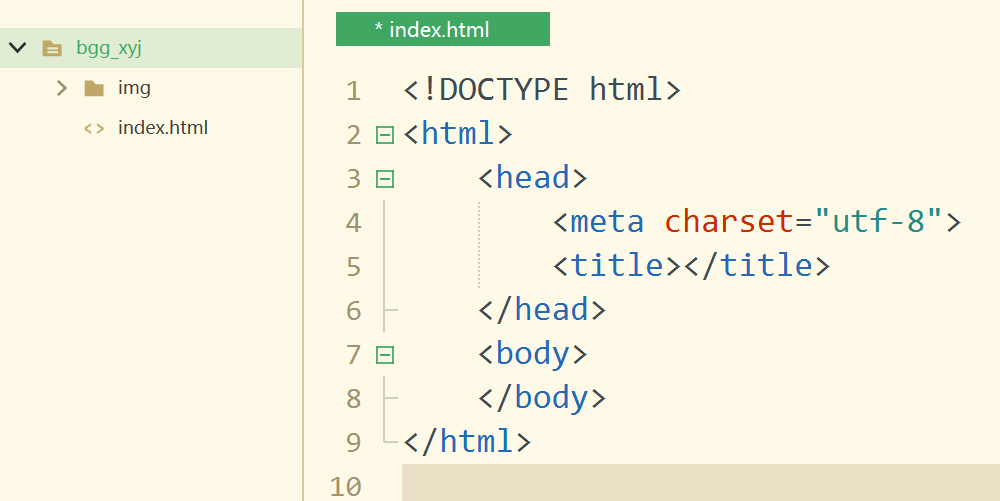 bgg_xyj
img
index.html
* index.html
1 <!DOCTYPE html>
2 <html>
3 <head>
4 <meta charset="utf-8">
5 <title></title>
6 </head>
7 <body>
8 </body>
9 </html>
10